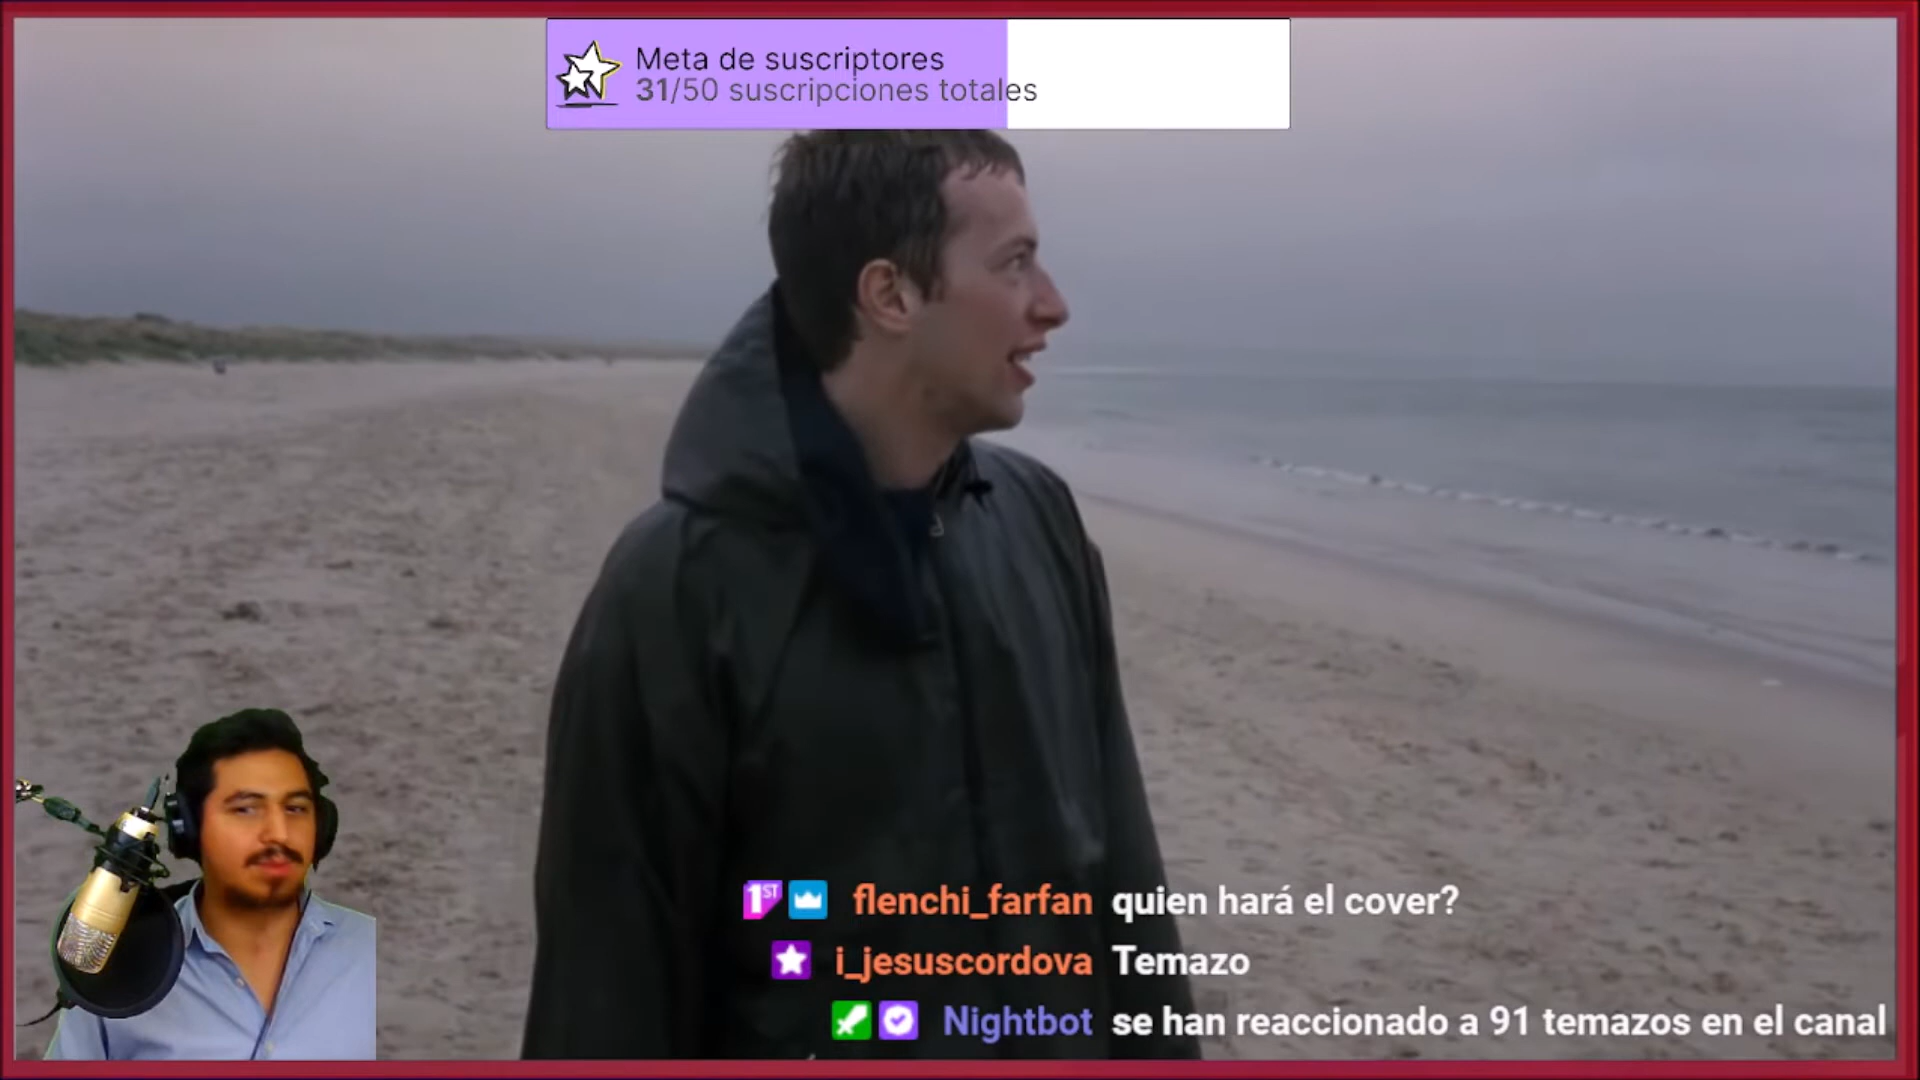 Meta de suscriptores
31/50 suscripciones totales
1ST flenchi_farfan quien hará el cover?
i_jesuscordova Temazo
Nightbot se han reaccionado a 91 temazos en el canal